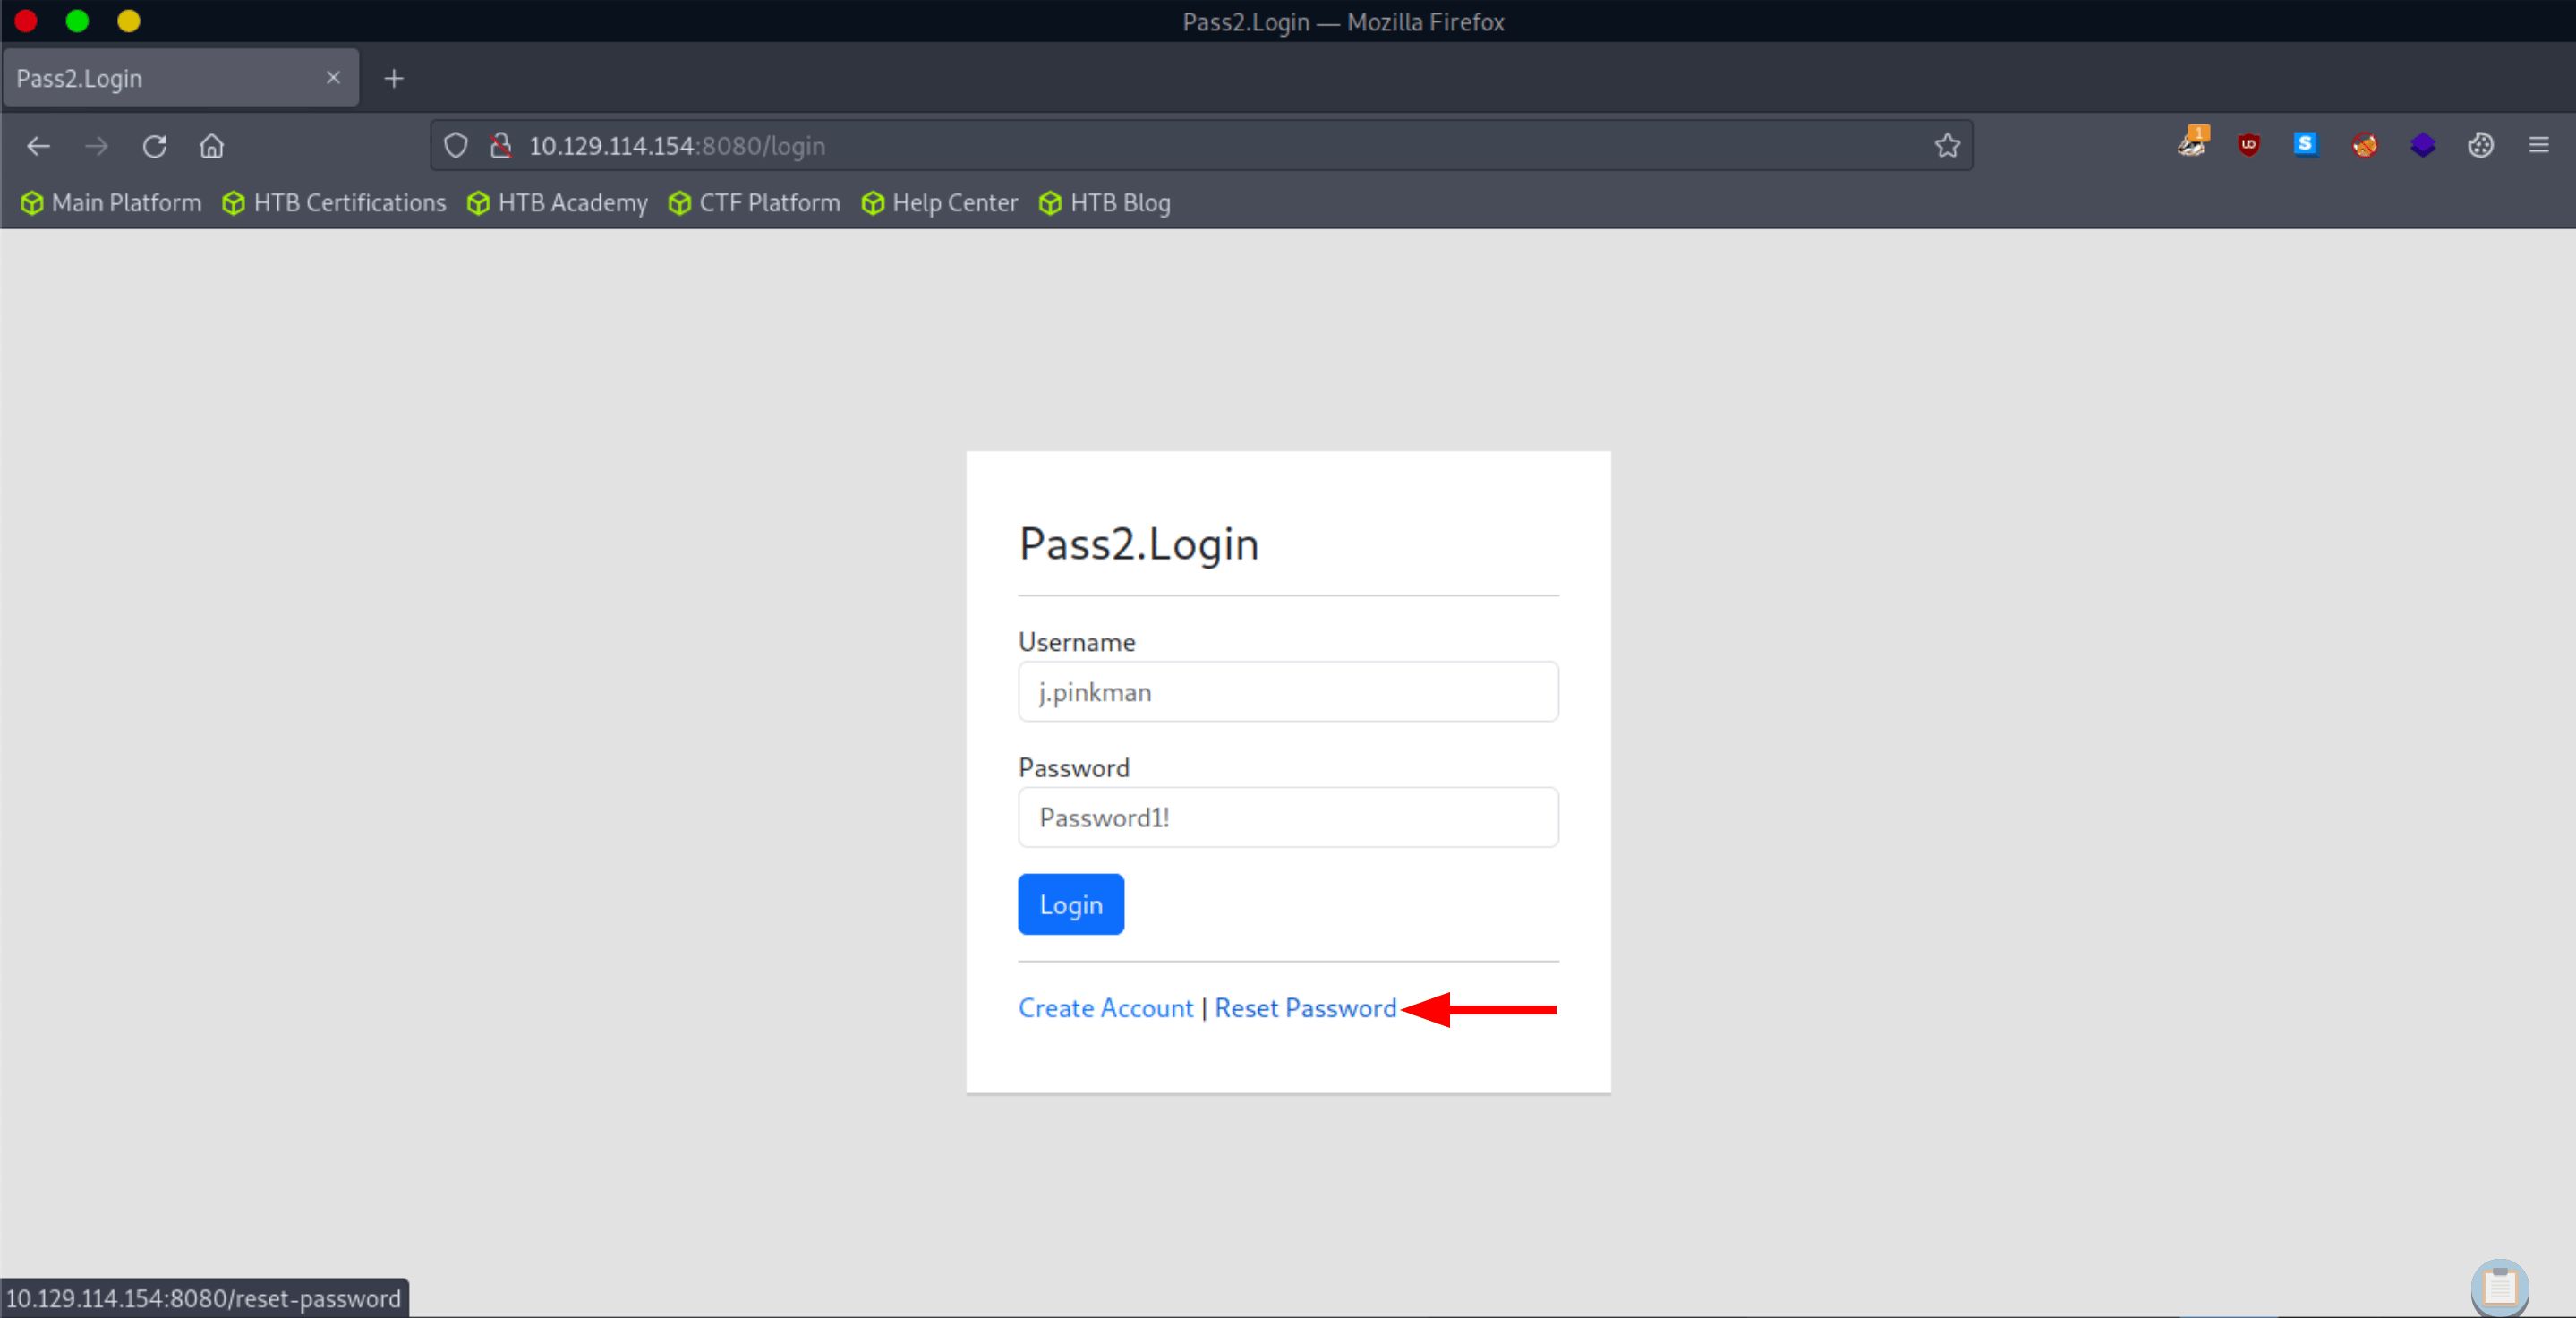 Pass2.Login — Mozilla Firefox
Pass2.Login
10.129.114.154:8080/login
1
UD
S
Main Platform HTB Certifications HTB Academy CTF Platform Help Center HTB Blog
Pass2.Login
Username
j.pinkman
Password
Password1!
Login
Create Account | Reset Password
10.129.114.154:8080/reset-password